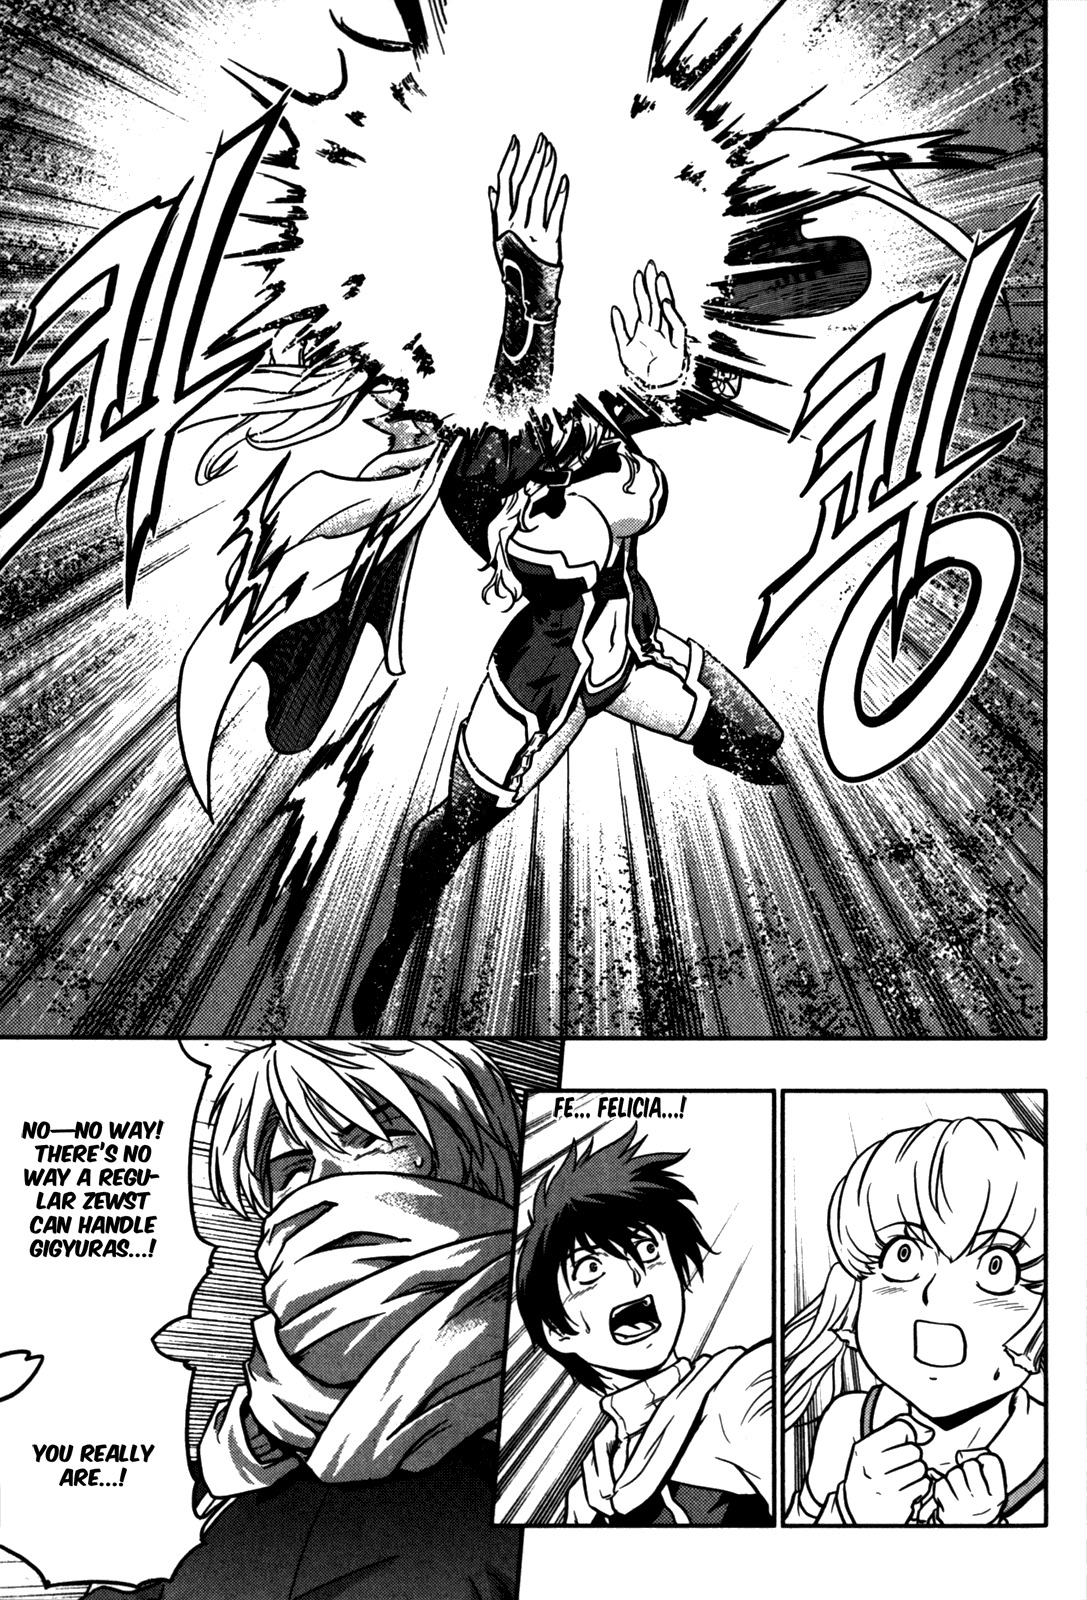 콰
쾅
FE... FELICIA...!
NO—NO WAY!
THERE'S NO
WAY A REGU-
LAR ZEWST
CAN HANDLE
GIGYURAS...!
YOU REALLY
ARE...!